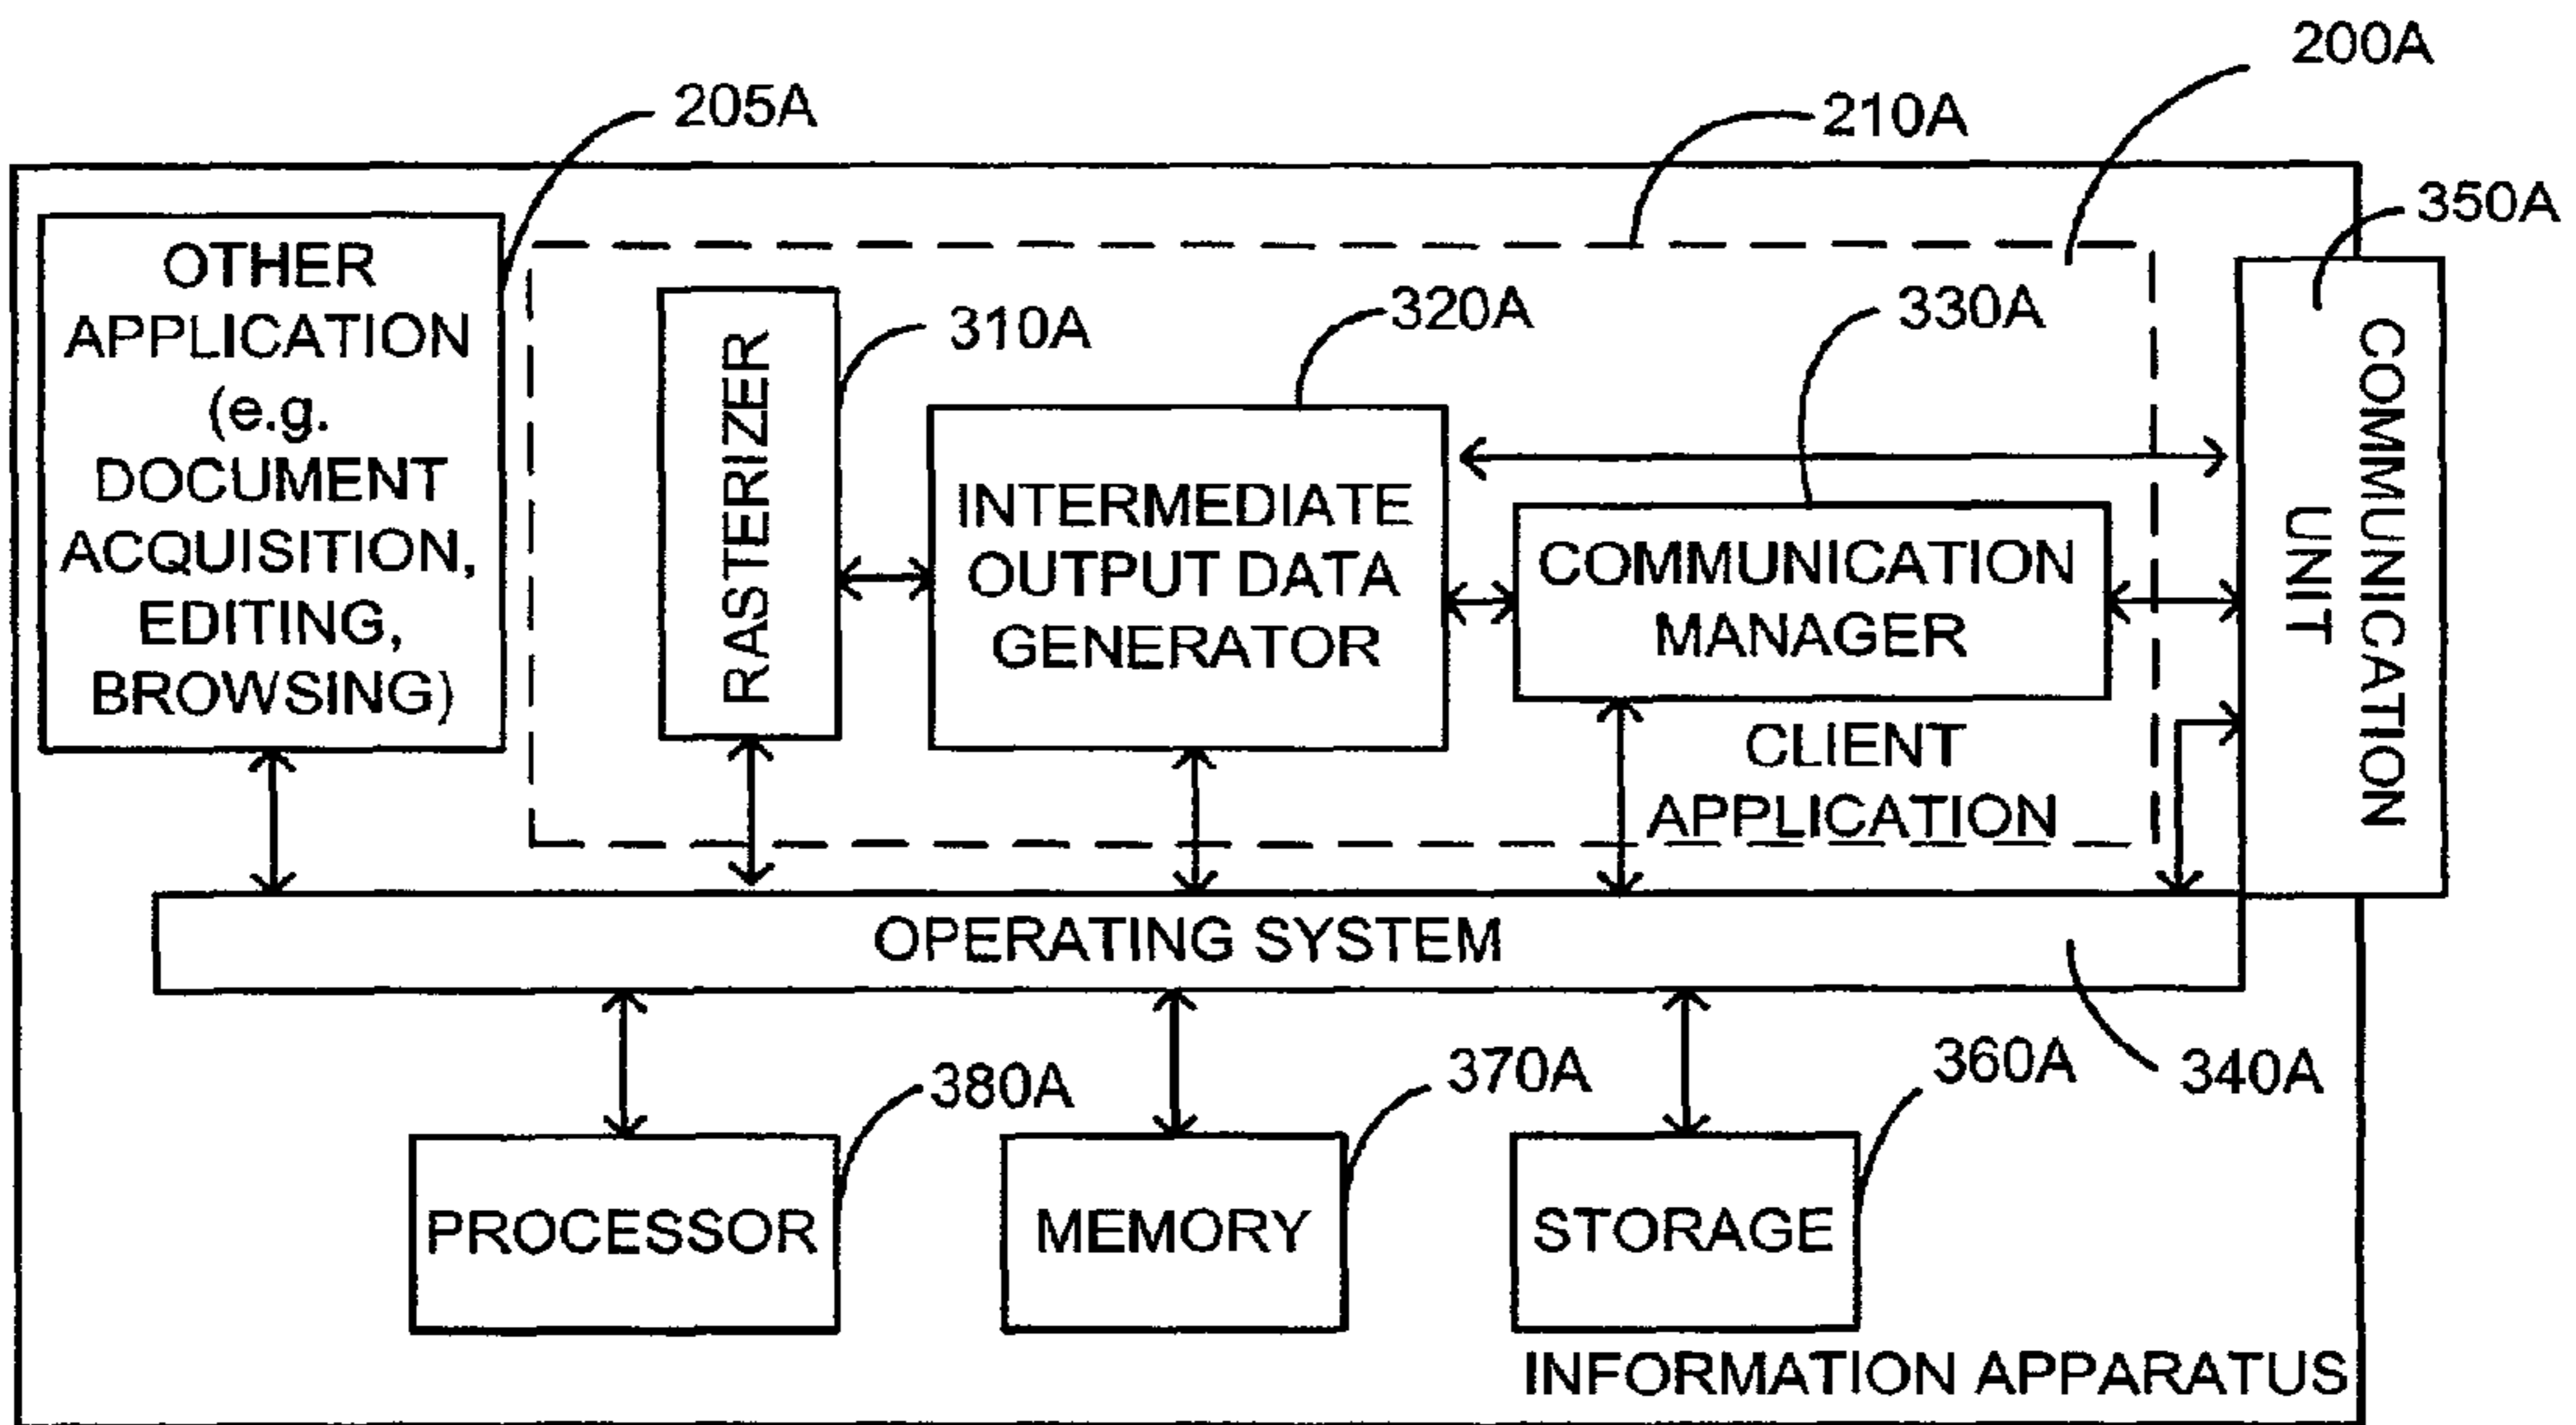 200A
205A
210A
350A
OTHER
APPLICATION
(e.g.
DOCUMENT
ACQUISITION,
EDITING,
BROWSING)
310A
320A
330A
RASTERIZER
INTERMEDIATE
OUTPUT DATA
GENERATOR
COMMUNICATION
MANAGER
CLIENT
APPLICATION
COMMUNICATION
UNIT
OPERATING SYSTEM
380A
370A
360A
340A
PROCESSOR
MEMORY
STORAGE
INFORMATION APPARATUS